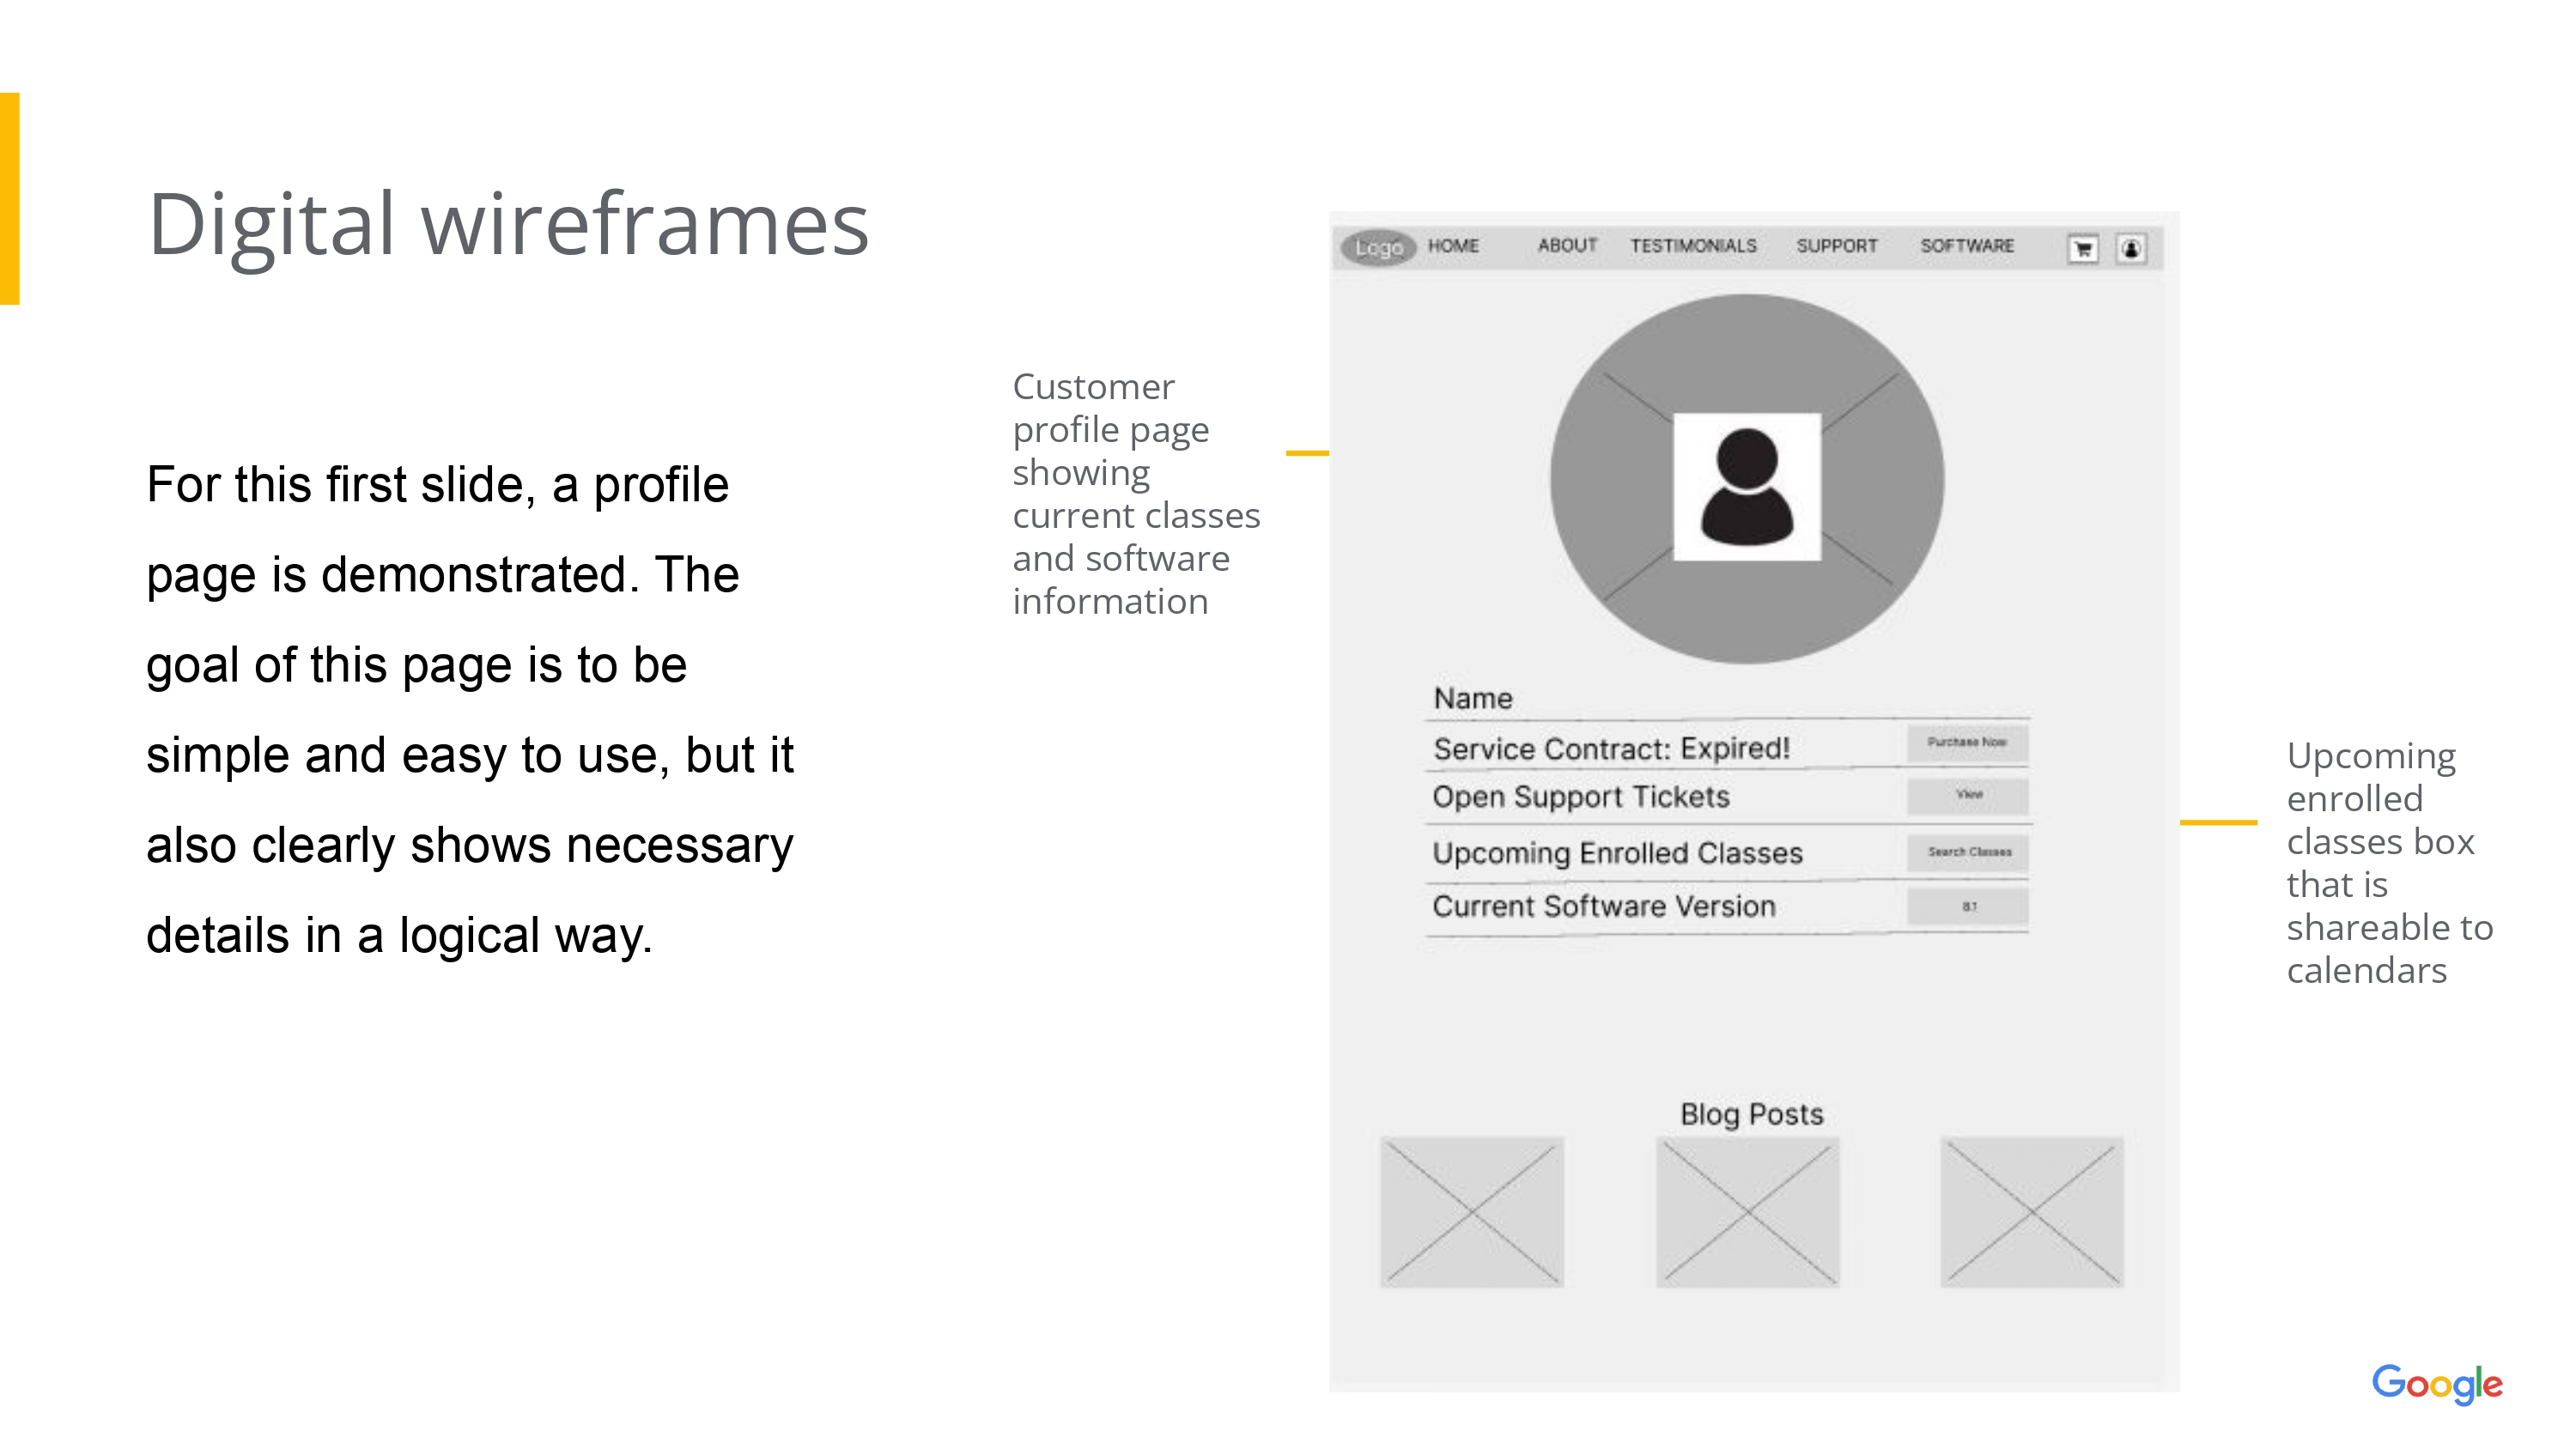 Digital wireframes
For this first slide, a profile
page is demonstrated. The
goal of this page is to be
simple and easy to use, but it
also clearly shows necessary
details in a logical way.
Customer
profile page
showing
current classes
and software
information
Logo HOME ABOUT TESTIMONIALS SUPPORT SOFTWARE
Name
Service Contract: Expired! Purchase Now
Open Support Tickets View
Upcoming Enrolled Classes Search Classes
Current Software Version 8.1
Blog Posts
Upcoming
enrolled
classes box
that is
shareable to
calendars
Google